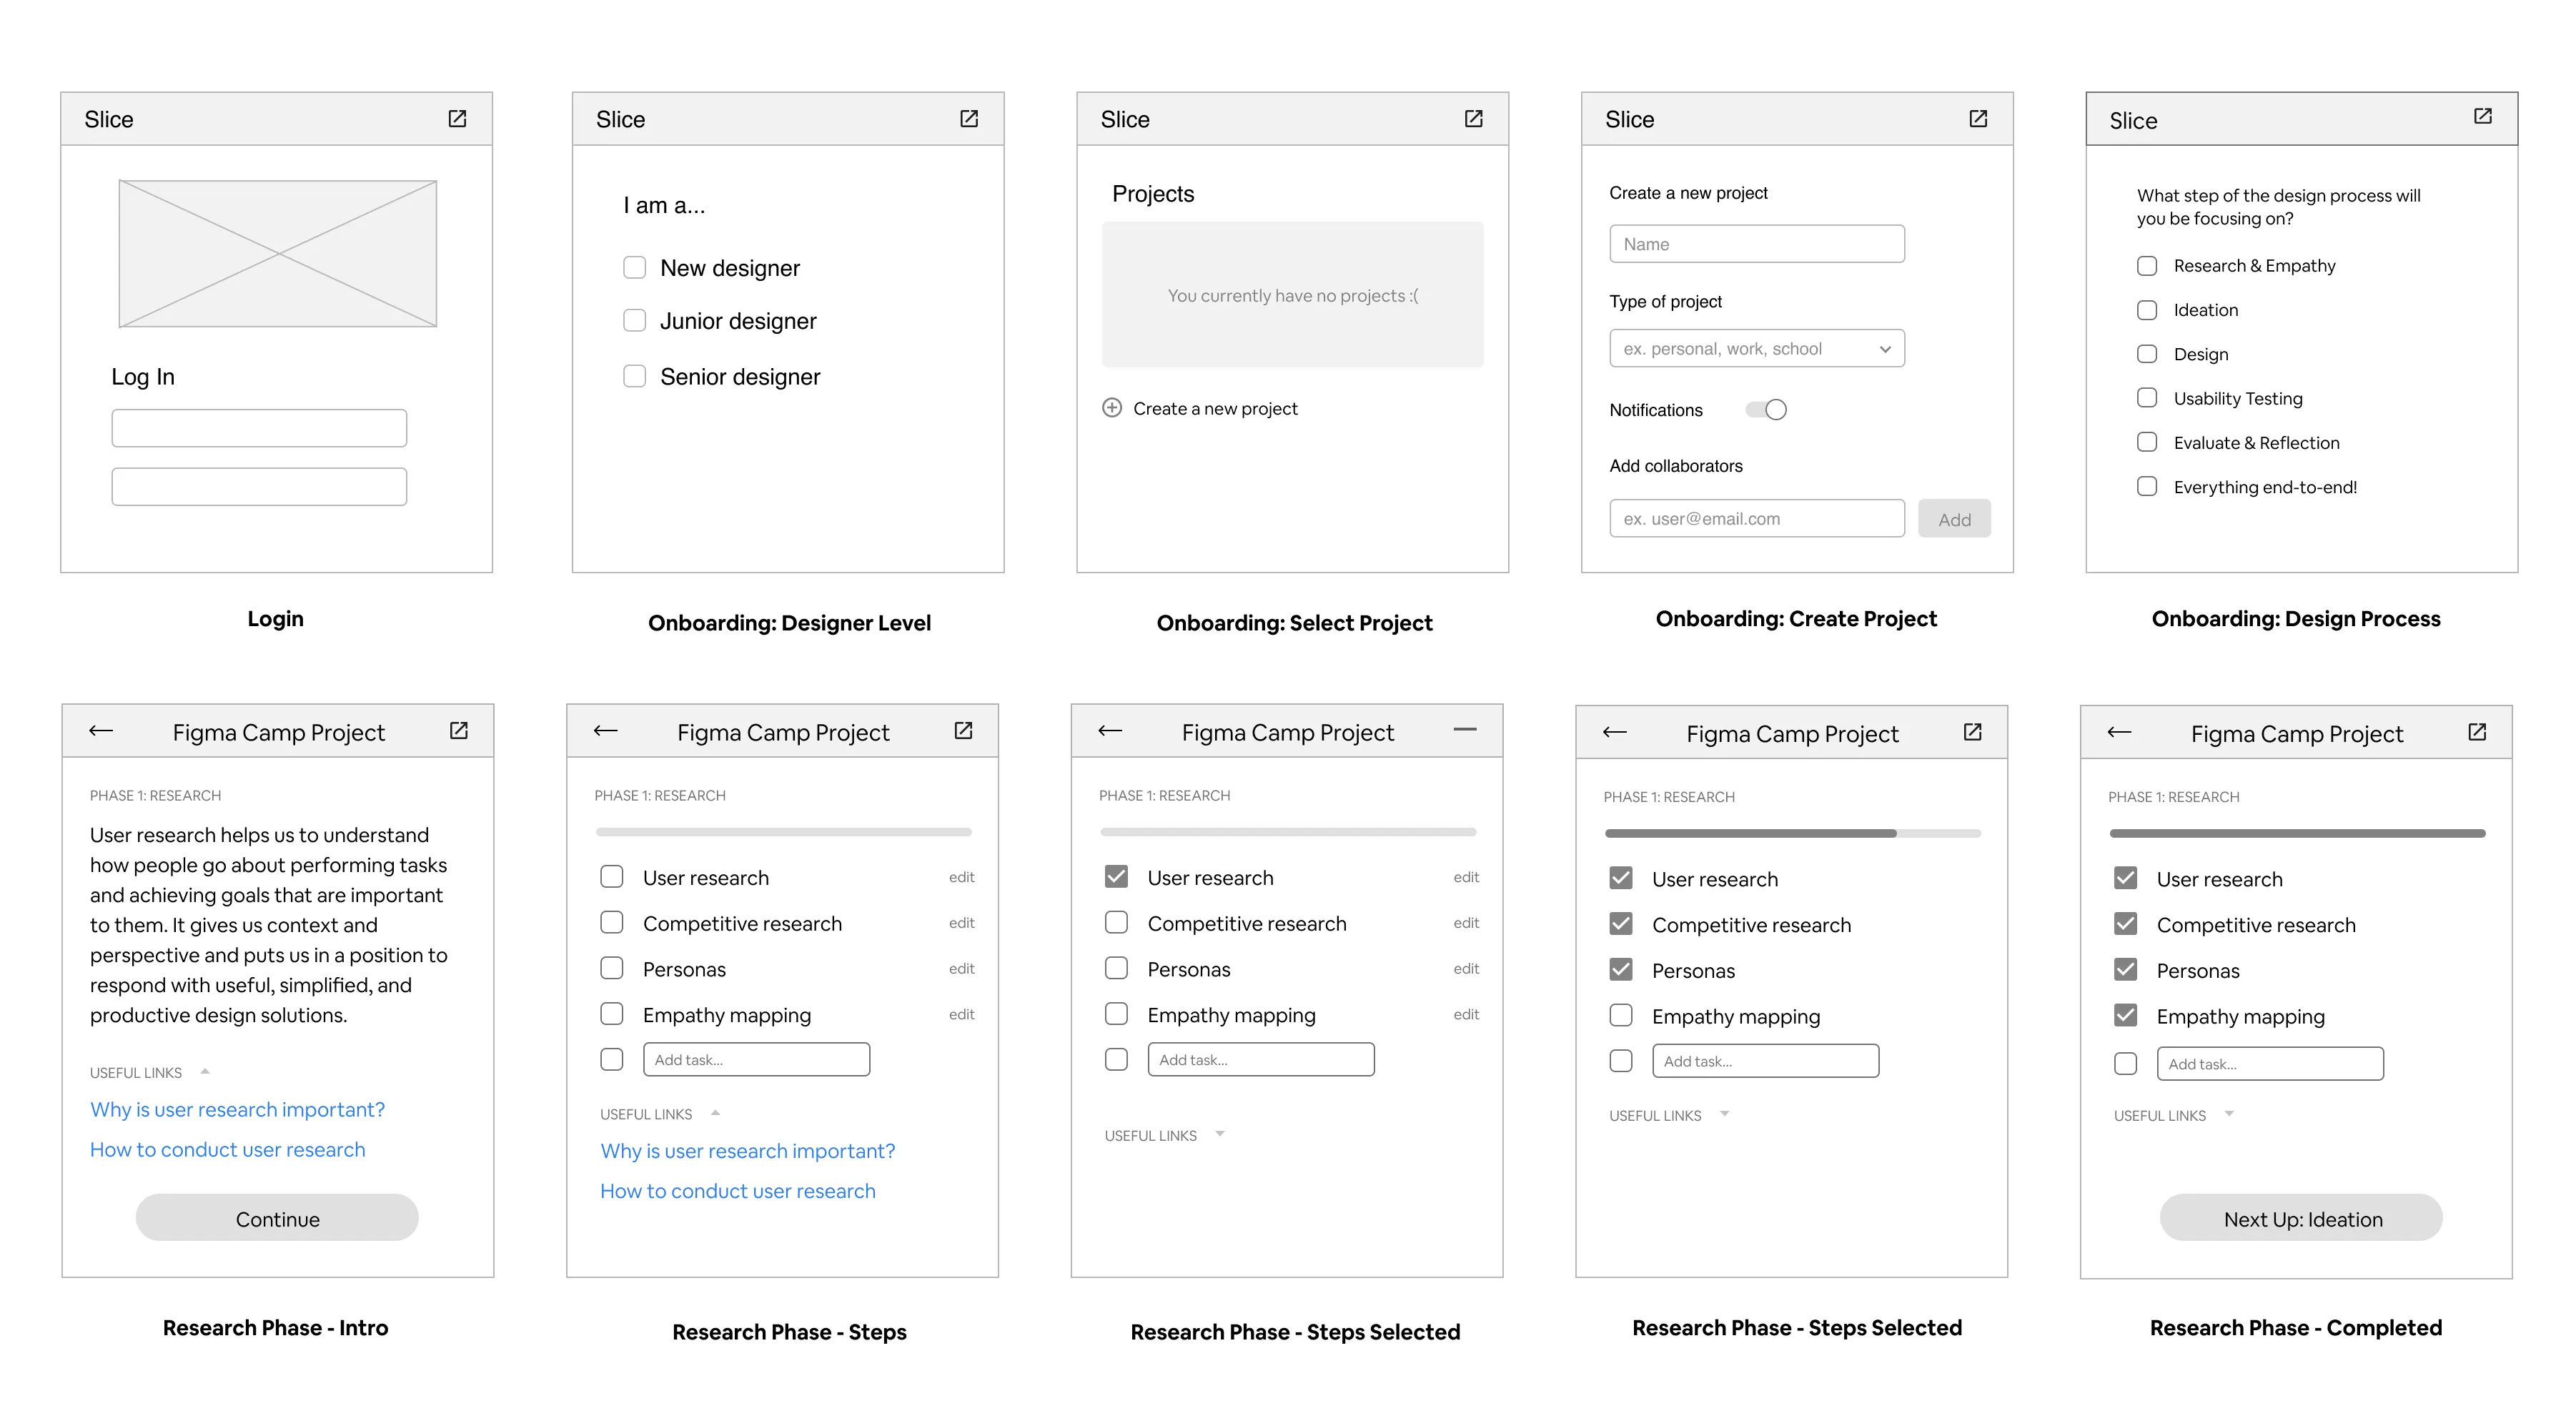 Slice
Log In
Login
Slice
I am a...
New designer
Junior designer
Senior designer
Onboarding: Designer Level
Slice
Projects
You currently have no projects :(
Create a new project
Onboarding: Select Project
Slice
Create a new project
Name
Type of project
ex. personal, work, school
Notifications
Add collaborators
ex. user@email.com
Add
Onboarding: Create Project
Slice
What step of the design process will
you be focusing on?
Research & Empathy
Ideation
Design
Usability Testing
Evaluate & Reflection
Everything end-to-end!
Onboarding: Design Process
Figma Camp Project
PHASE 1: RESEARCH
User research helps us to understand
how people go about performing tasks
and achieving goals that are important
to them. It gives us context and
perspective and puts us in a position to
respond with useful, simplified, and
productive design solutions.
USEFUL LINKS
Why is user research important?
How to conduct user research
Continue
Research Phase - Intro
Figma Camp Project
PHASE 1: RESEARCH
User research edit
Competitive research edit
Personas edit
Empathy mapping edit
Add task...
USEFUL LINKS
Why is user research important?
How to conduct user research
Research Phase - Steps
Figma Camp Project
PHASE 1: RESEARCH
User research edit
Competitive research edit
Personas edit
Empathy mapping edit
Add task...
USEFUL LINKS
Research Phase - Steps Selected
Figma Camp Project
PHASE 1: RESEARCH
User research
Competitive research
Personas
Empathy mapping
Add task...
USEFUL LINKS
Research Phase - Steps Selected
Figma Camp Project
PHASE 1: RESEARCH
User research
Competitive research
Personas
Empathy mapping
Add task...
USEFUL LINKS
Next Up: Ideation
Research Phase - Completed